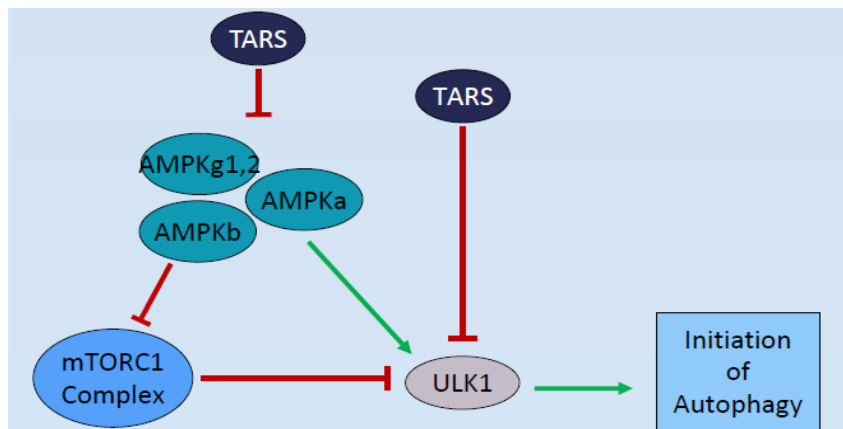 TARS
TARS
AMPKg1,2
AMPKa
AMPKb
mTORC1
Complex
ULK1
Initiation
of
Autophagy